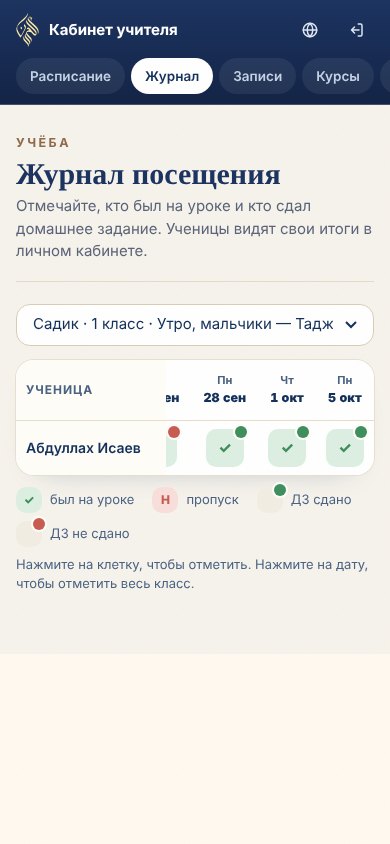 Кабинет учителя
Расписание Журнал Записи Курсы
УЧЁБА
Журнал посещения
Отмечайте, кто был на уроке и кто сдал
домашнее задание. Ученицы видят свои итоги в
личном кабинете.
Садик · 1 класс · Утро, мальчики — Тадж
УЧЕНИЦА
ен
Пн
28 сен
Чт
1 окт
Пн
5 окт
Абдуллах Исаев
был на уроке Н пропуск ДЗ сдано
ДЗ не сдано
Нажмите на клетку, чтобы отметить. Нажмите на дату,
чтобы отметить весь класс.